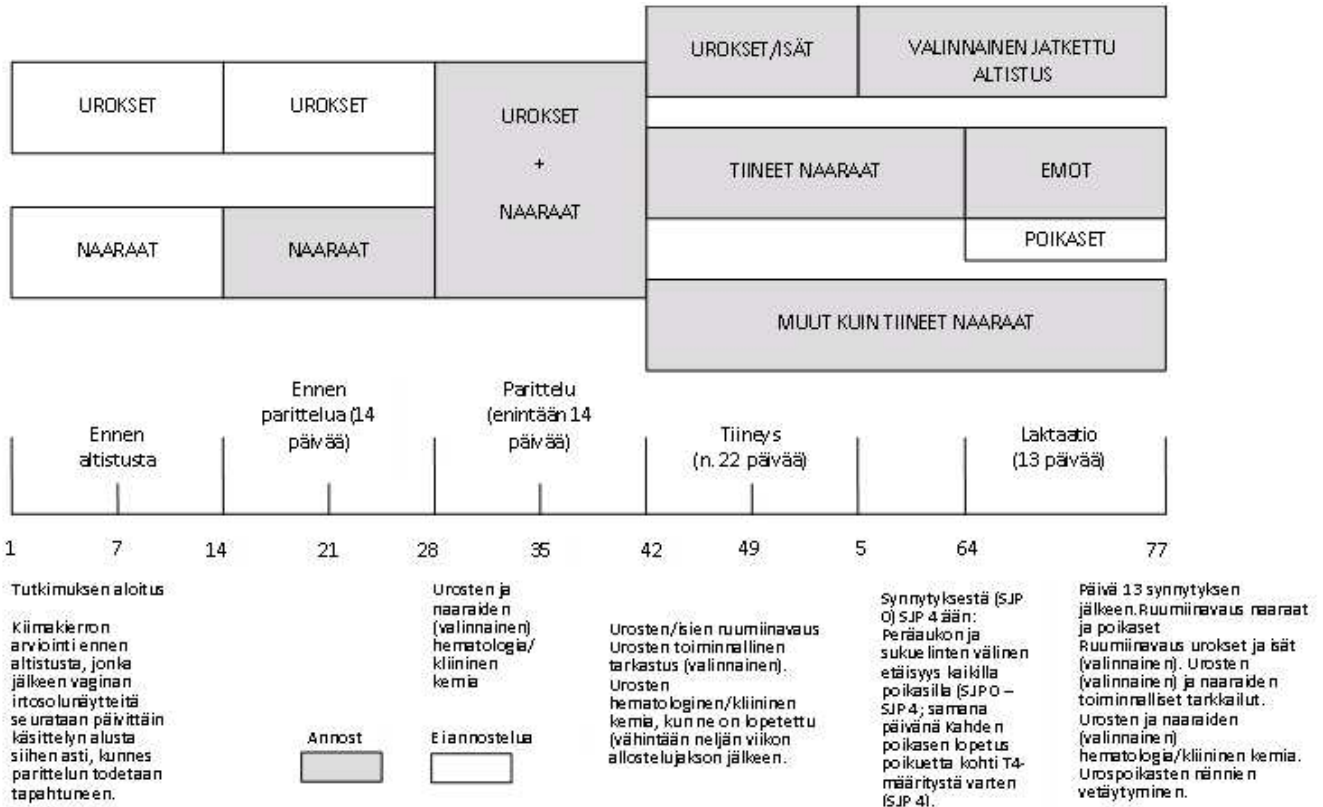 UROKSET/ISÄT
VALINNAINEN JATKETTU
ALTISTUS
UROKSET
UROKSET
UROKSET
+
NAARAAT
TIINEET NAARAAT
EMOT
NAARAAT
NAARAAT
POIKASET
MUUT KUIN TIINEET NAARAAT
Ennen
altistusta
Ennen
parittelua (14
päivää)
Parittelu
(enintään 14
päivää)
Tiineys
(n. 22 päivää)
Laktaatio
(13 päivää)
1 7 14 21 28 35 42 49 5 64 77
Tutkimuksen aloitus
Kiimakierron
arviointi ennen
altistusta, jonka
jälkeen vaginan
irtosolunäytteitä
seurataan päivittäin
käsittelyn alusta
siihen asti, kunnes
parittelun todetaan
tapahtuneen.
Urosten ja
naaraiden
(valinnainen)
hematologia/
kliininen
kemia
Annost
Ei annostelua
Urosten/isien ruumiinavaus
Urosten toiminnallinen
tarkastus (valinnainen).
Urosten
hematologinen/kliininen
kemia, kun ne on lopetettu
(vähintään neljän viikon
allostelujakson jälkeen.
Synnytyksestä (SJP
0) SJP 4 ään:
Peräaukon ja
sukuelinten välinen
etäisyys kaikilla
poikasilla (SJP 0 –
SJP 4; samana
päivänä Kahden
poikasen lopetus
poikuetta kohti T4-
määritystä varten
(SJP 4).
Päivä 13 synnytyksen
jälkeen. Ruumiinavaus naaraat
ja poikaset
Ruumiinavaus urokset ja isät
(valinnainen). Urosten
(valinnainen) ja naaraiden
toiminnalliset tarkkailut.
Urosten ja naaraiden
(valinnainen)
hematologia/kliininen kemia.
Urospoikasten nännien
vetäytyminen.